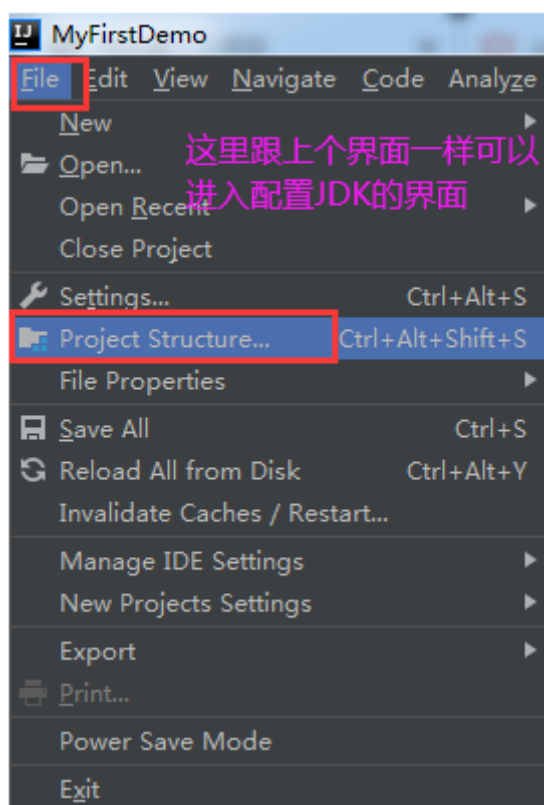 MyFirstDemo
File Edit View Navigate Code Analyze
New
Open...
这里跟上个界面一样可以
进入配置JDK的界面
Open Recent
Close Project
Settings... Ctrl+Alt+S
Project Structure... Ctrl+Alt+Shift+S
File Properties
Save All Ctrl+S
Reload All from Disk Ctrl+Alt+Y
Invalidate Caches / Restart...
Manage IDE Settings
New Projects Settings
Export
Print...
Power Save Mode
Exit